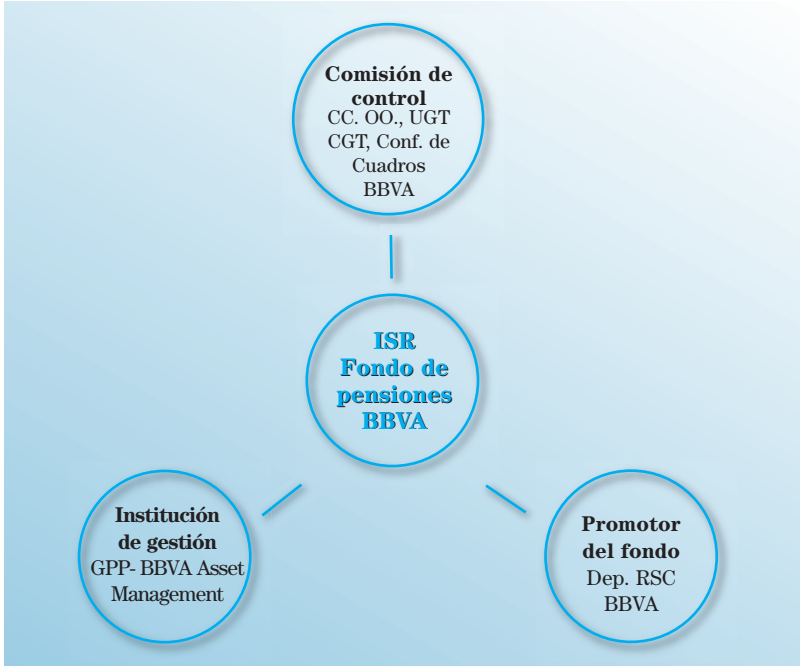 Comisión de
control
CC. OO., UGT
CGT, Conf. de
Cuadros
BBVA
ISR
Fondo de
pensiones
BBVA
Institución
de gestión
GPP- BBVA Asset
Management
Promotor
del fondo
Dep. RSC
BBVA